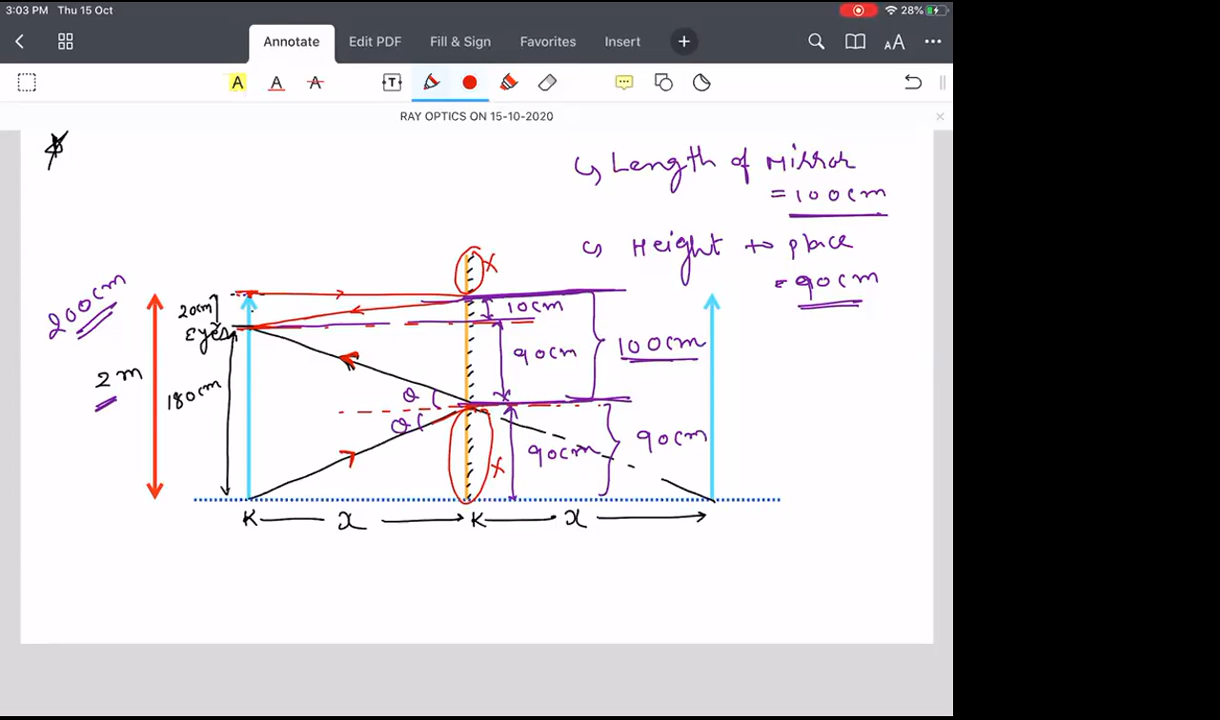 3:03 PM Thu 15 Oct
28%
Annotate Edit PDF Fill & Sign Favorites Insert
AA
A A A T
RAY OPTICS ON 15-10-2020
Length of Mirror
= 100cm
Height to place
= 90cm
200cm
2 m
20cm
Eyes
180cm
10cm
90cm
100cm
θ
θ
90cm
90cm
x
x
K x K x